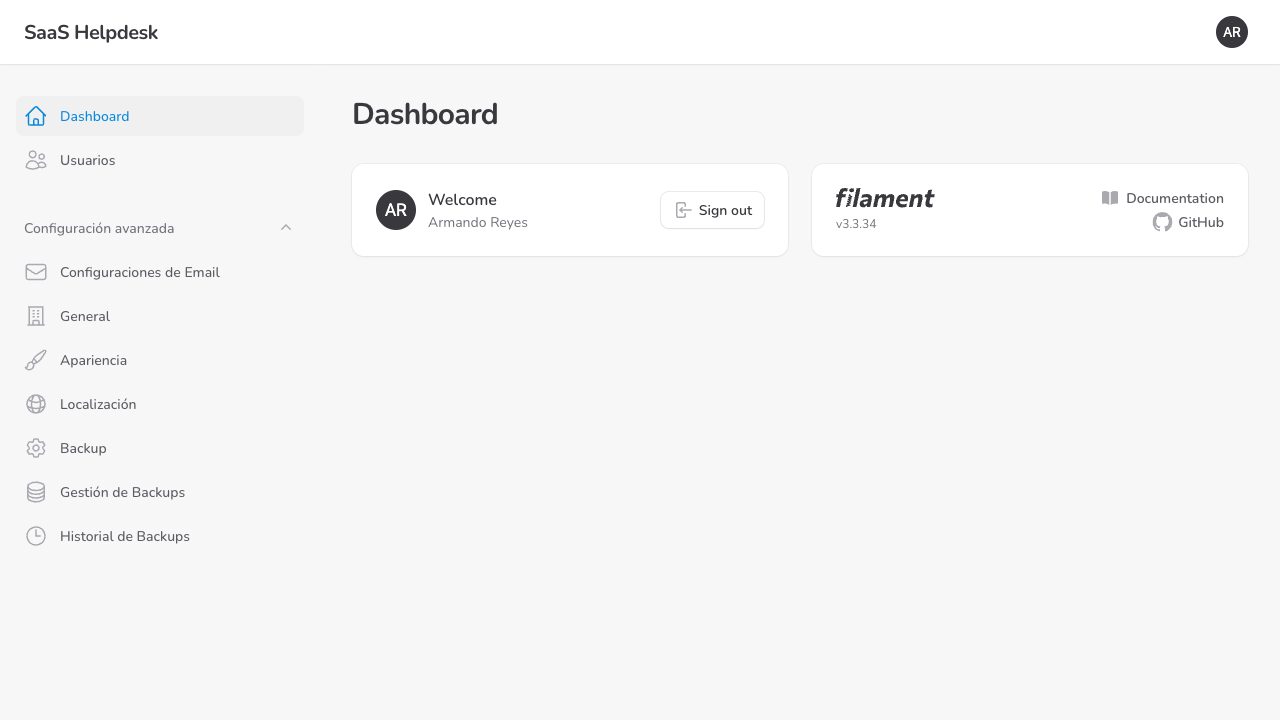 SaaS Helpdesk
AR
Dashboard
Usuarios
Configuración avanzada
Configuraciones de Email
General
Apariencia
Localización
Backup
Gestión de Backups
Historial de Backups
Dashboard
AR
Welcome
Armando Reyes
Sign out
filament
v3.3.34
Documentation
GitHub